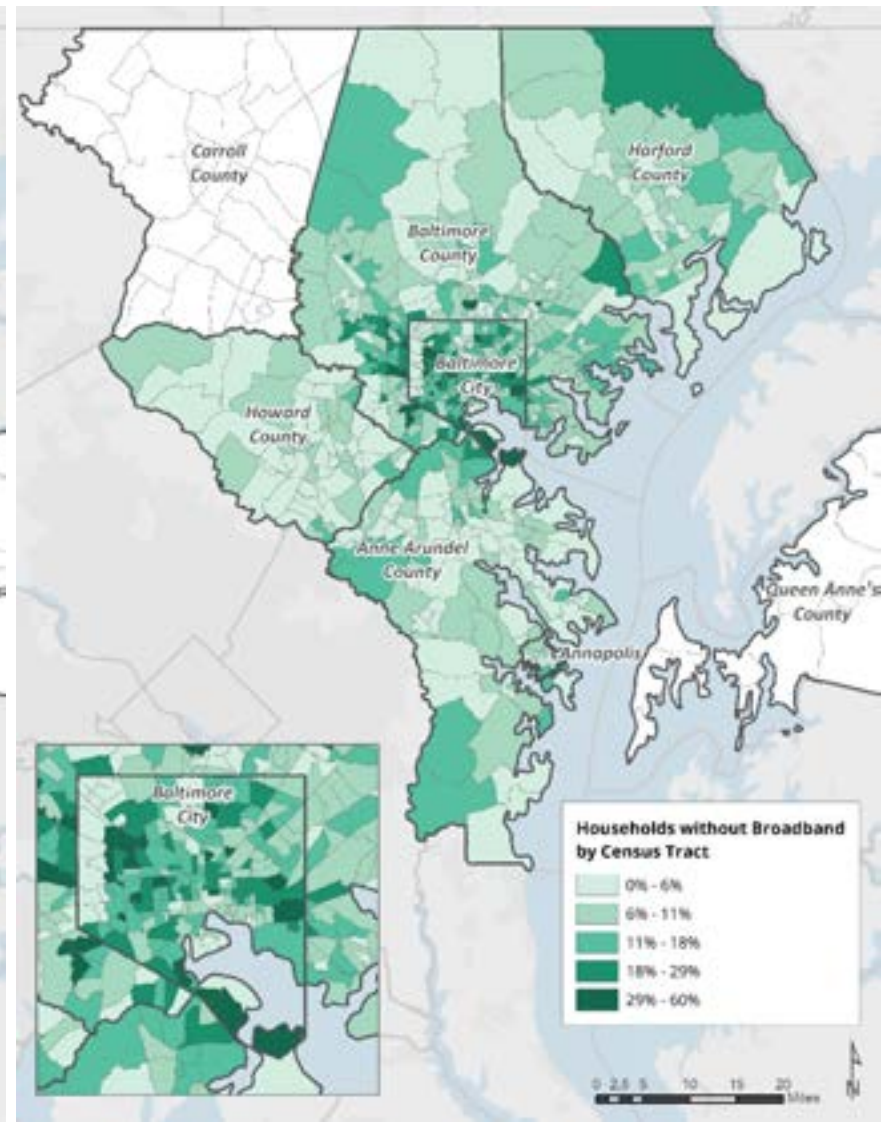 Carroll
County
Harford
County
Baltimore
County
Baltimore
City
Howard
County
Anne Arundel
County
Queen Anne's
County
Annapolis
Baltimore
City
Households without Broadband
by Census Tract
0% - 6%
6% - 11%
11% - 18%
18% - 29%
29% - 60%
0 2.5 5 10 15 20
Miles